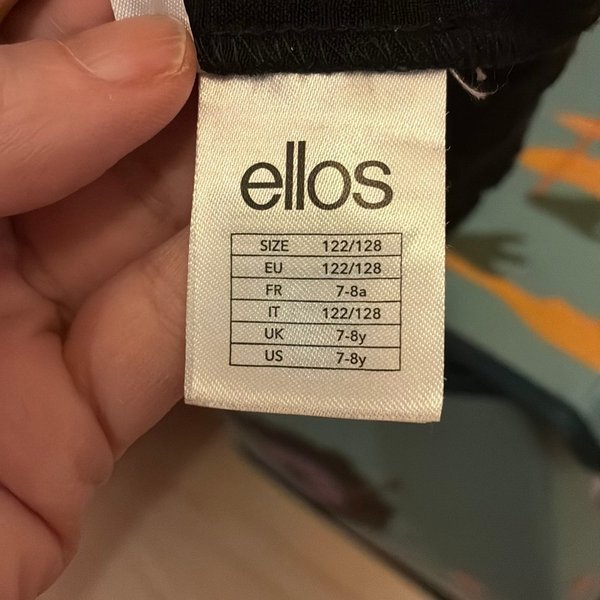 ellos
SIZE 122/128
EU 122/128
FR 7-8a
IT 122/128
UK 7-8y
US 7-8y